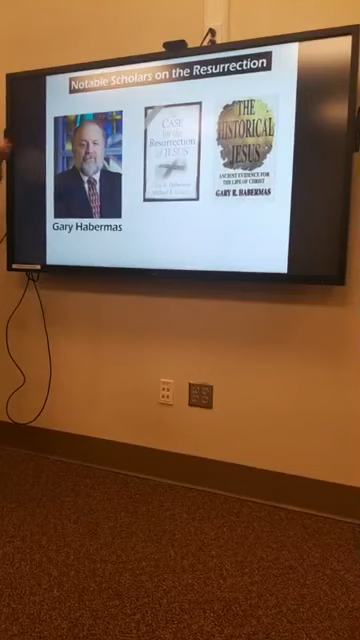 Notable Scholars on the Resurrection
CASE
for the
Resurrection
of JESUS
THE
HISTORICAL
JESUS
ANCIENT EVIDENCE FOR
THE LIFE OF CHRIST
GARY R. HABERMAS
Gary Habermas